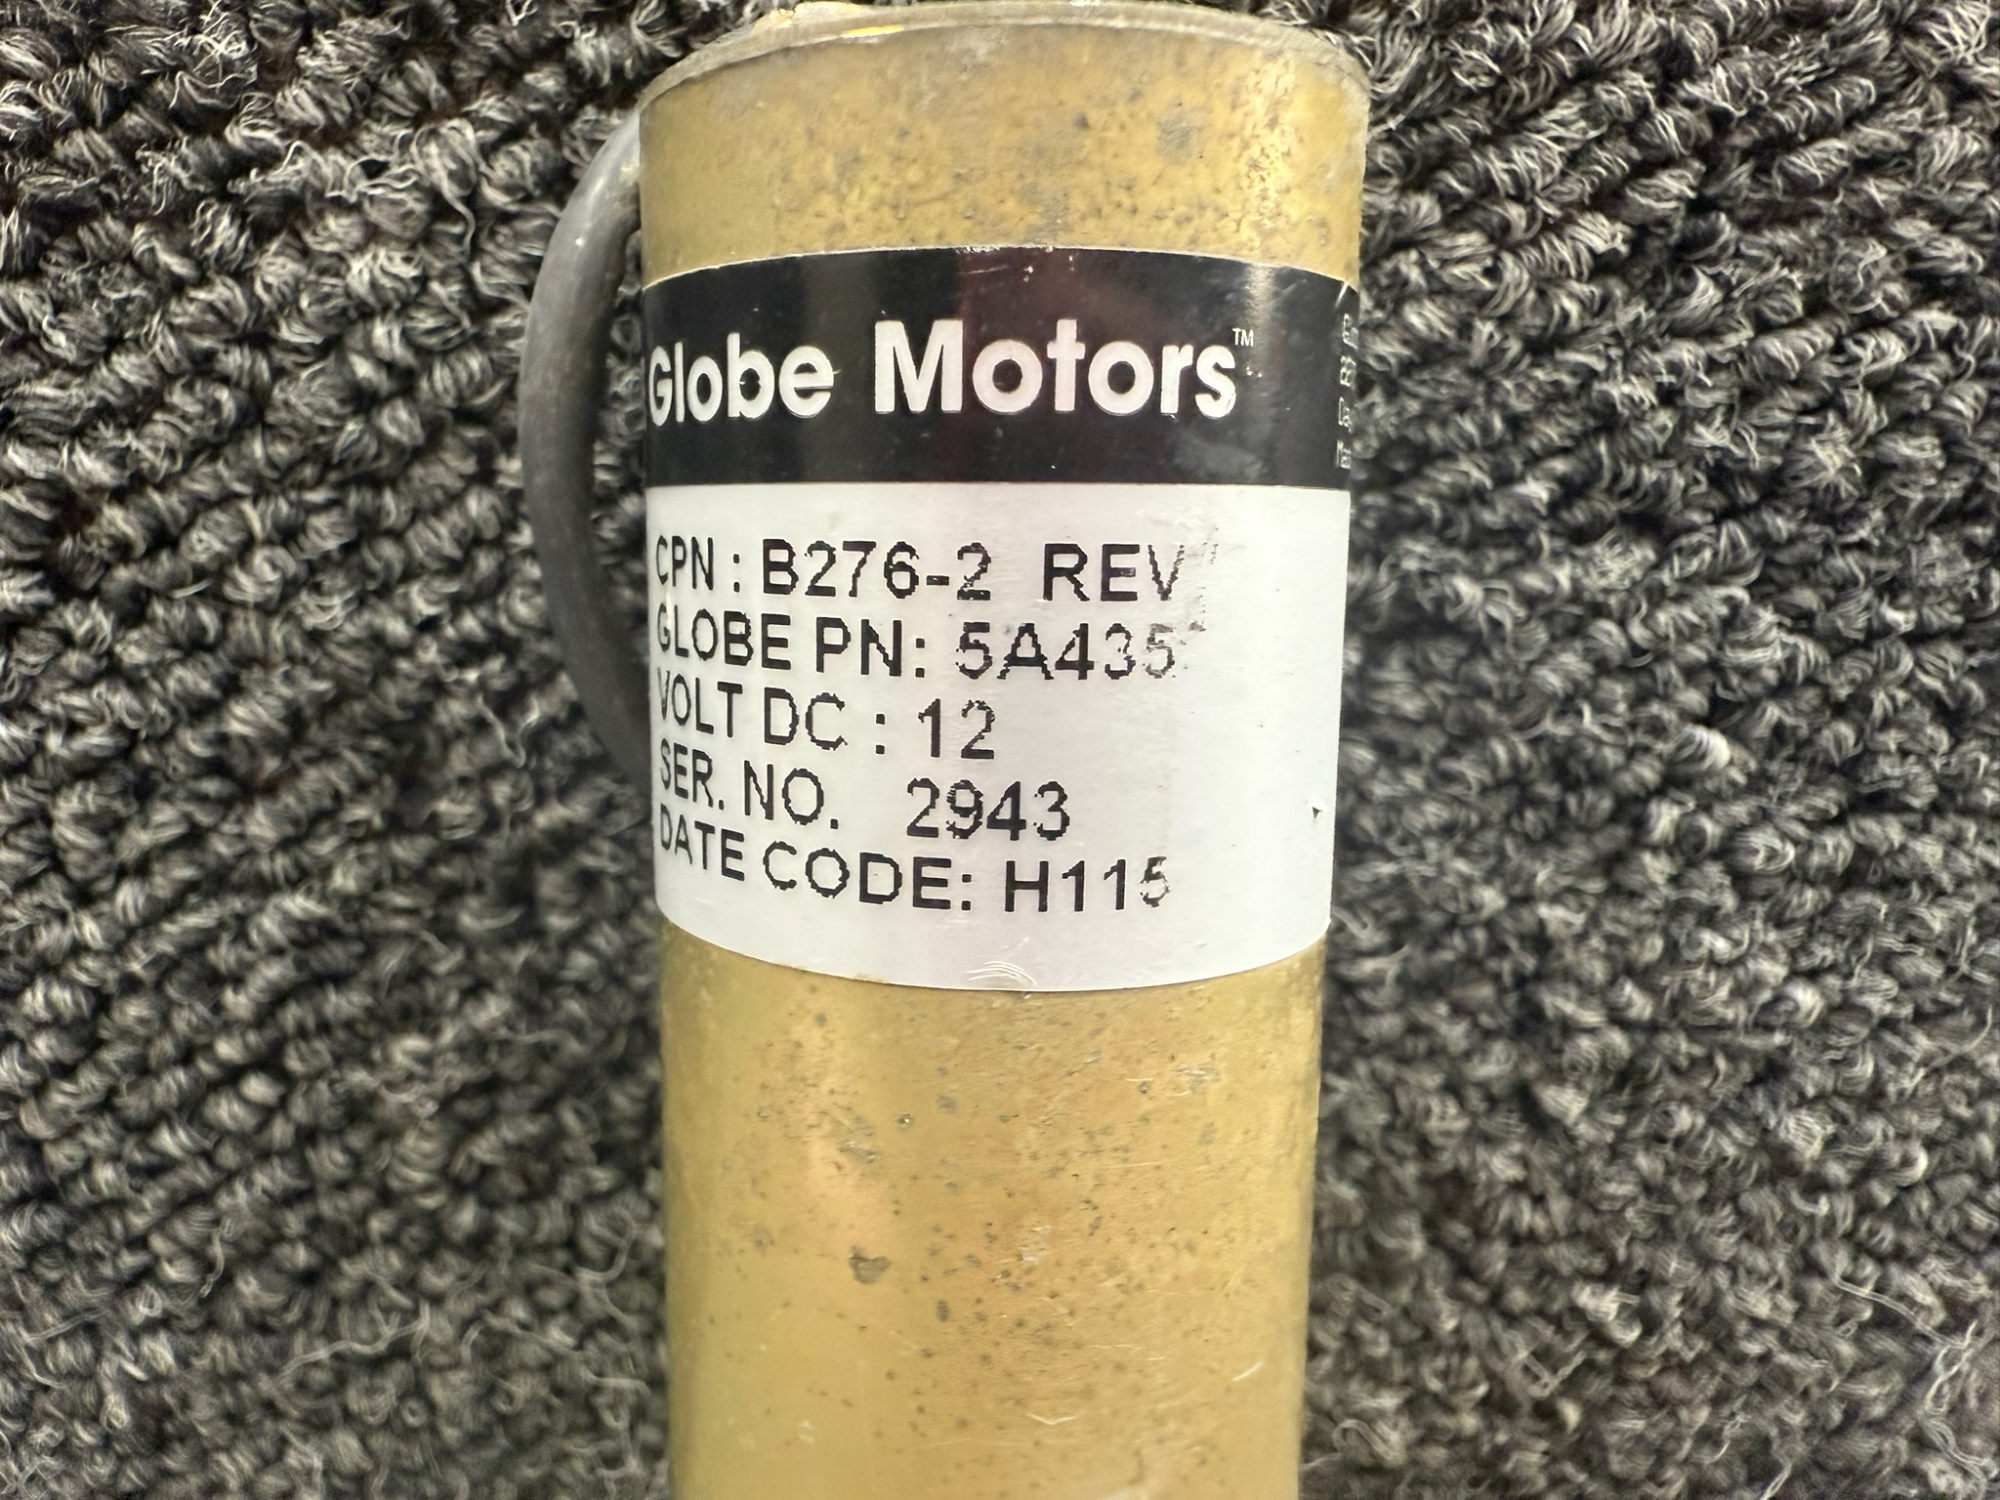 Globe Motors™
CPN : B276-2 REV
GLOBE PN: 5A435
VOLT DC : 12
SER. NO. 2943
DATE CODE: H115